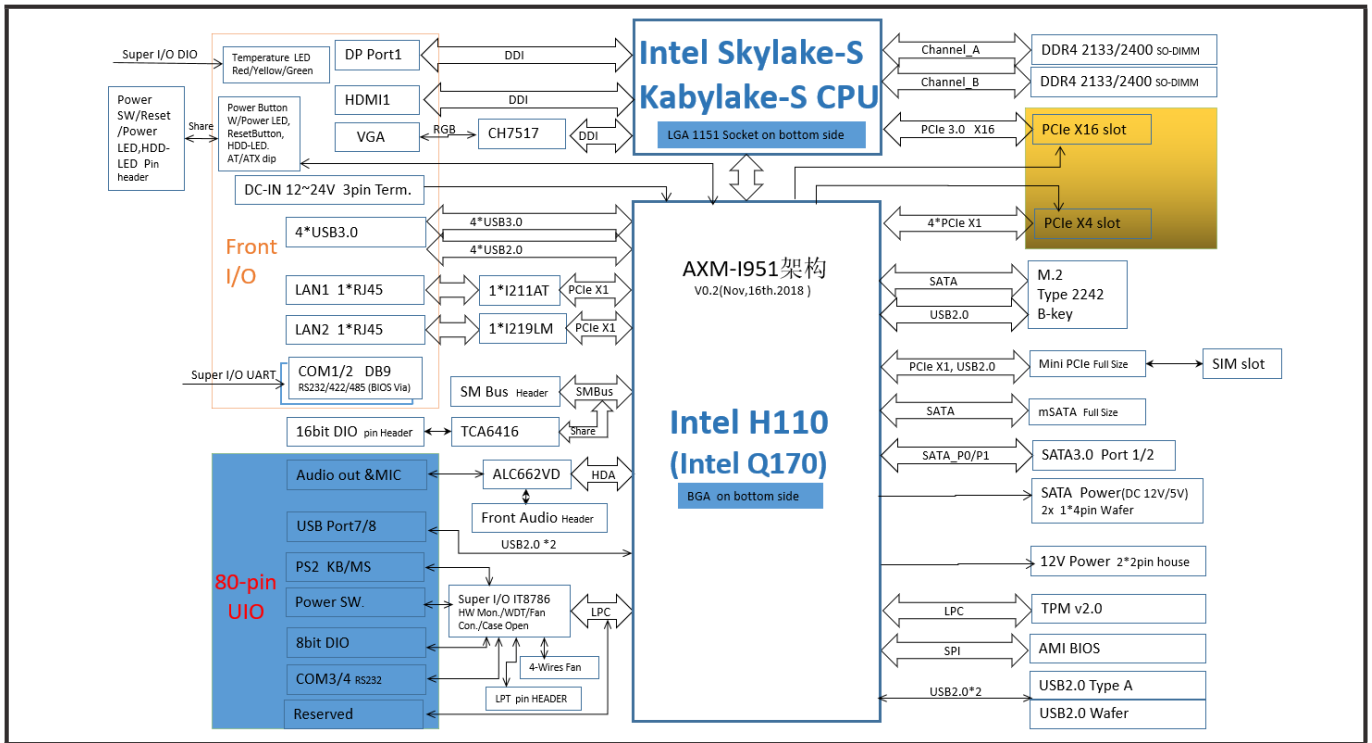 Super I/O DIO
Temperature LED
Red/Yellow/Green
DP Port1
DDI
Intel Skylake-S
Kabylake-S CPU
LGA 1151 Socket on bottom side
Channel_A
DDR4 2133/2400 SO-DIMM
Channel_B
DDR4 2133/2400 SO-DIMM
Power
SW/Reset
/Power
LED,HDD-
LED Pin
header
Share
Power Button
W/Power LED,
ResetButton,
HDD-LED.
AT/ATX dip
HDMI1
DDI
VGA
RGB
CH7517
DDI
PCIe 3.0 X16
PCIe X16 slot
DC-IN 12~24V 3pin Term.
Front
I/O
4*USB3.0
4*USB3.0
4*USB2.0
4*PCIe X1
PCIe X4 slot
AXM-I951架构
V0.2(Nov,16th.2018 )
LAN1 1*RJ45
1*I211AT
PCIe X1
LAN2 1*RJ45
1*I219LM
PCIe X1
SATA
USB2.0
M.2
Type 2242
B-key
Super I/O UART
COM1/2 DB9
RS232/422/485 (BIOS Via)
SM Bus Header
SMBus
PCIe X1, USB2.0
Mini PCIe Full Size
SIM slot
16bit DIO pin Header
TCA6416
Share
SATA
mSATA Full Size
Intel H110
(Intel Q170)
BGA on bottom side
SATA_P0/P1
SATA3.0 Port 1/2
80-pin
UIO
Audio out &MIC
ALC662VD
HDA
Front Audio Header
SATA Power(DC 12V/5V)
2x 1*4pin Wafer
USB Port7/8
USB2.0 *2
12V Power 2*2pin house
PS2 KB/MS
Power SW.
Super I/O IT8786
HW Mon./WDT/Fan
Con./Case Open
LPC
LPC
TPM v2.0
8bit DIO
4-Wires Fan
SPI
AMI BIOS
COM3/4 RS232
LPT pin HEADER
USB2.0*2
USB2.0 Type A
Reserved
USB2.0 Wafer